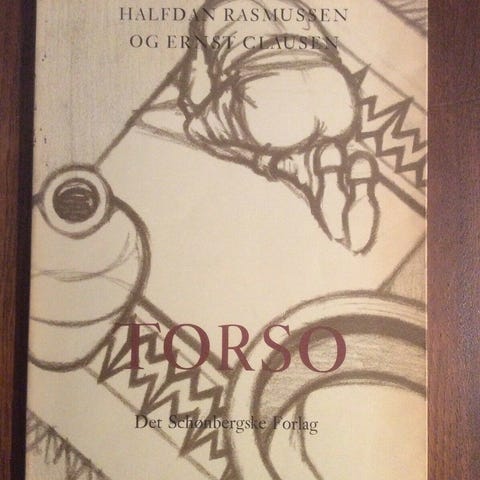 HALFDAN RASMUSSEN
OG ERNST CLAUSEN
TORSO
Det Schønbergske Forlag